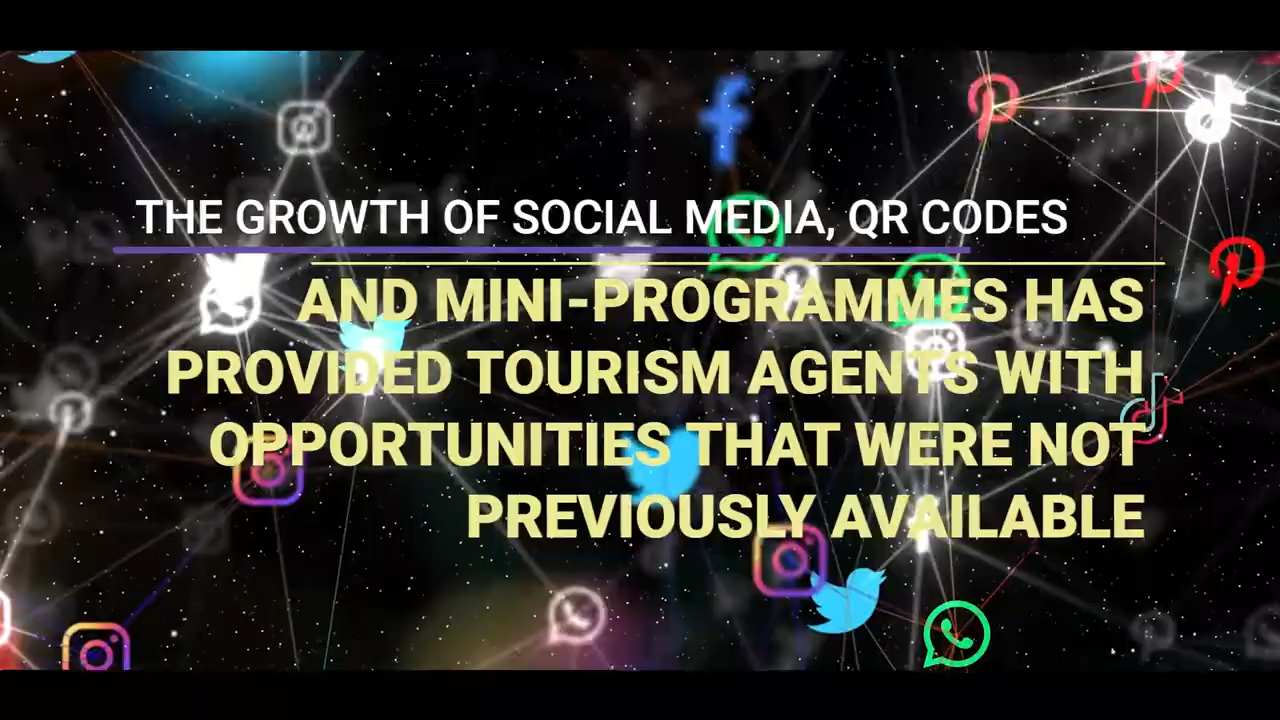 THE GROWTH OF SOCIAL MEDIA, QR CODES
AND MINI-PROGRAMMES HAS
PROVIDED TOURISM AGENTS WITH
OPPORTUNITIES THAT WERE NOT
PREVIOUSLY AVAILABLE